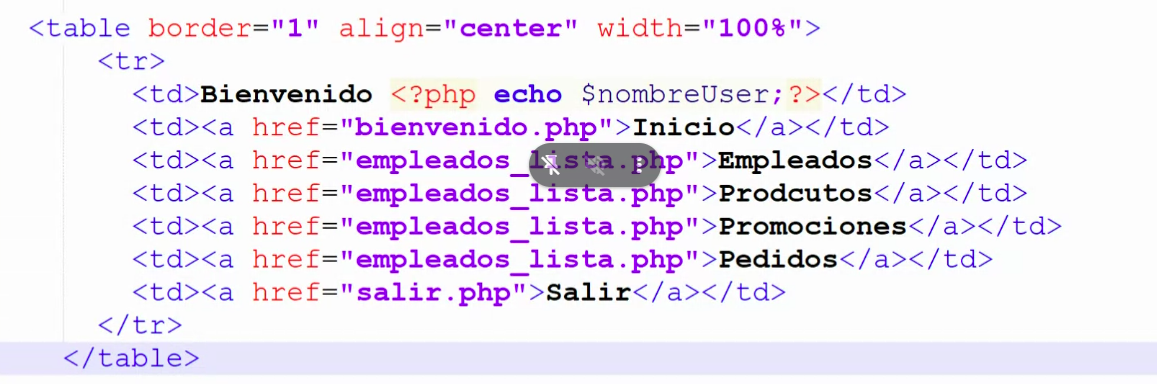 <table border="1" align="center" width="100%">
<tr>
<td>Bienvenido <?php echo $nombreUser;?></td>
<td><a href="bienvenido.php">Inicio</a></td>
<td><a href="empleados_lista.php">Empleados</a></td>
<td><a href="empleados_lista.php">Prodcutos</a></td>
<td><a href="empleados_lista.php">Promociones</a></td>
<td><a href="empleados_lista.php">Pedidos</a></td>
<td><a href="salir.php">Salir</a></td>
</tr>
</table>